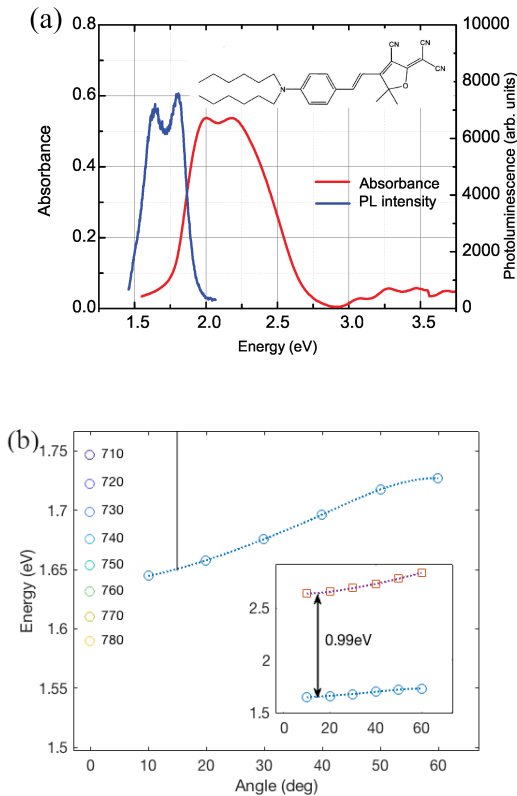 (a)
0.8
0.6
0.4
0.2
0.0
Absorbance
10000
8000
6000
4000
2000
0
Photoluminescence (arb. units)
CN
CN
CN
N
O
Absorbance
PL intensity
1.5 2.0 2.5 3.0 3.5
Energy (eV)
(b)
1.75
1.7
1.65
1.6
1.55
1.5
Energy (eV)
710
720
730
740
750
760
770
780
2.5
2
1.5
0.99eV
0 20 40 60
0 10 20 30 40 50 60
Angle (deg)